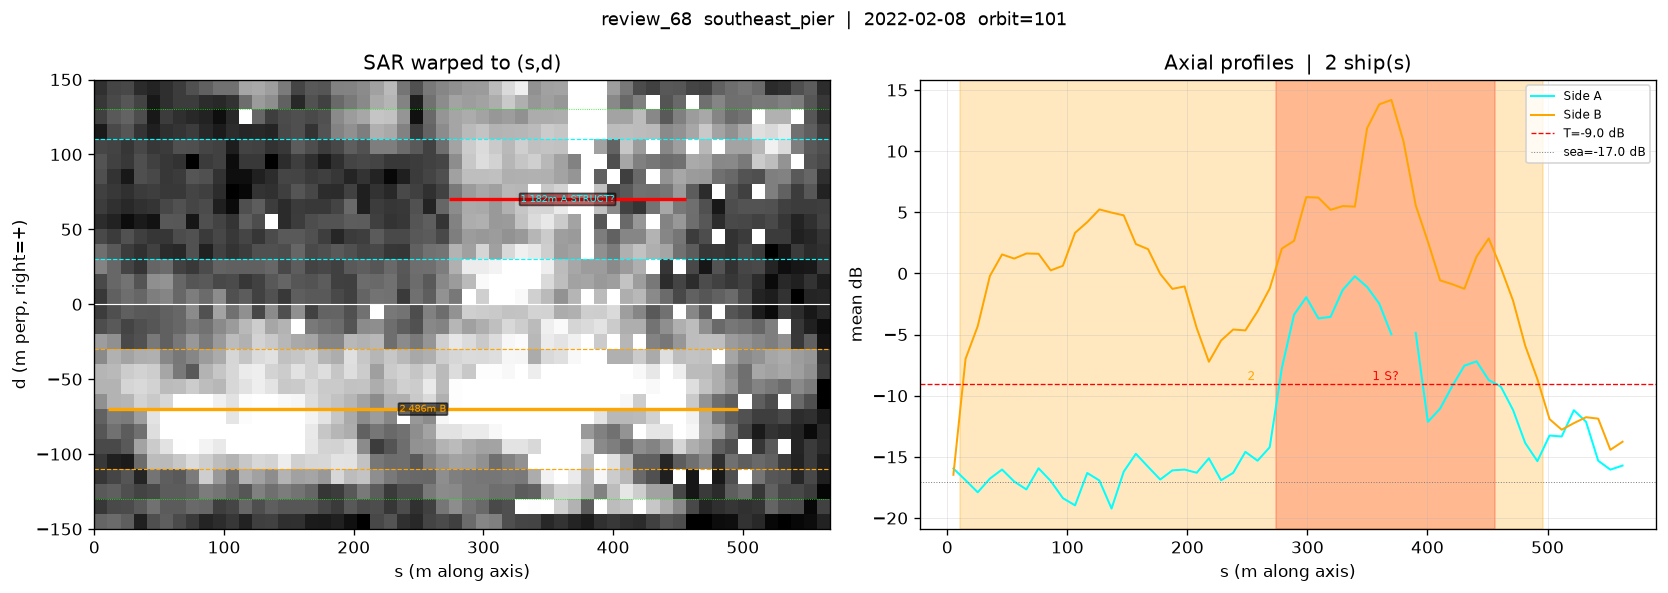 review_68  southeast_pier  |  2022-02-08  orbit=101
SAR warped to (s,d)
d (m perp, right=+)
150
100
50
0
−50
−100
−150
1 182m A STRUCT?
2 486m B
0
100
200
300
400
500
s (m along axis)
Axial profiles  |  2 ship(s)
mean dB
15
10
5
0
−5
−10
−15
−20
Side A
Side B
T=-9.0 dB
sea=-17.0 dB
2
1 S?
0
100
200
300
400
500
s (m along axis)